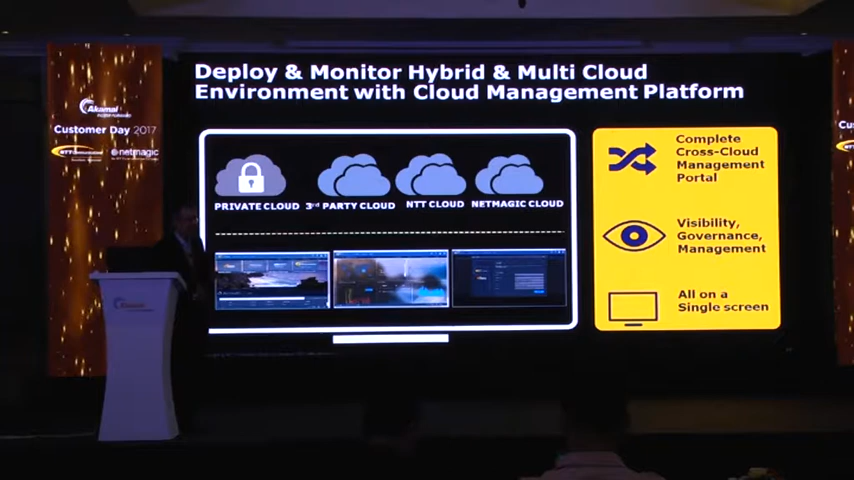 Deploy & Monitor Hybrid & Multi Cloud
Environment with Cloud Management Platform
Akamai
Customer Day 2017
netmagic
PRIVATE CLOUD
3rd PARTY CLOUD
NTT CLOUD
NETMAGIC CLOUD
Complete
Cross-Cloud
Management
Portal
Visibility,
Governance,
Management
All on a
Single screen
Akamai